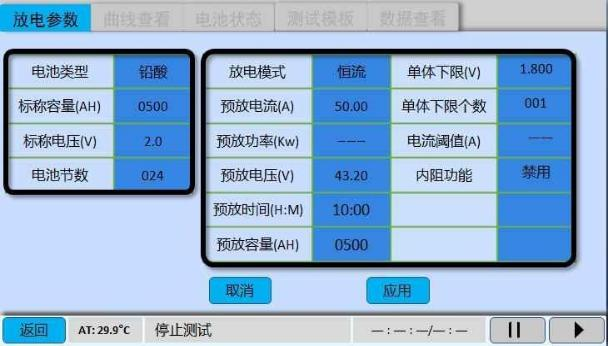 放电参数 曲线查看 电池状态 测试模板 数据查看
电池类型 铅酸 放电模式 恒流 单体下限(V) 1.800
标称容量(AH) 0500 预放电流(A) 50.00 单体下限个数 001
标称电压(V) 2.0 预放功率(Kw) --- 电流阈值(A) ——
电池节数 024 预放电压(V) 43.20 内阻功能 禁用
预放时间(H:M) 10:00
预放容量(AH) 0500
取消 应用
返回 AT: 29.9°C 停止测试 —:—:—/—:—